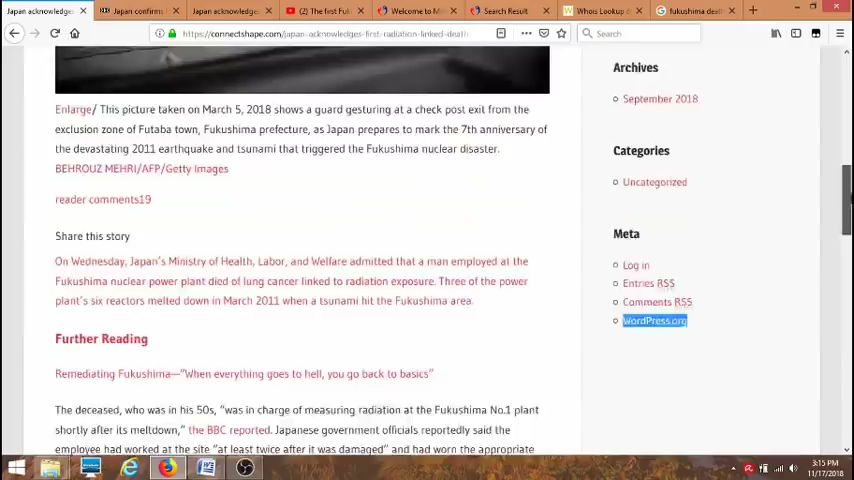 Japan acknowledges
Japan confirms
Japan acknowledges
The first Fuk
Welcome to M
Search Result
Whois Lookup &
fukushima deat
https://connectshape.com/japan-acknowledges-first-radiation-linked-death
Search
Enlarge/ This picture taken on March 5, 2018 shows a guard gesturing at a check post exit from the
exclusion zone of Futaba town, Fukushima prefecture, as Japan prepares to mark the 7th anniversary of
the devastating 2011 earthquake and tsunami that triggered the Fukushima nuclear disaster.
BEHROUZ MEHRI/AFP/Getty Images
reader comments19
Share this story
On Wednesday, Japan's Ministry of Health, Labor, and Welfare admitted that a man employed at the
Fukushima nuclear power plant died of lung cancer linked to radiation exposure. Three of the power
plant's six reactors melted down in March 2011 when a tsunami hit the Fukushima area.
Further Reading
Remediating Fukushima—"When everything goes to hell, you go back to basics"
The deceased, who was in his 50s, "was in charge of measuring radiation at the Fukushima No.1 plant
shortly after its meltdown," the BBC reported. Japanese government officials reportedly said the
employee had worked at the site "at least twice after it was damaged" and had worn the appropriate
Archives
September 2018
Categories
Uncategorized
Meta
Log in
Entries RSS
Comments RSS
WordPress.org
3:15 PM
11/17/2018